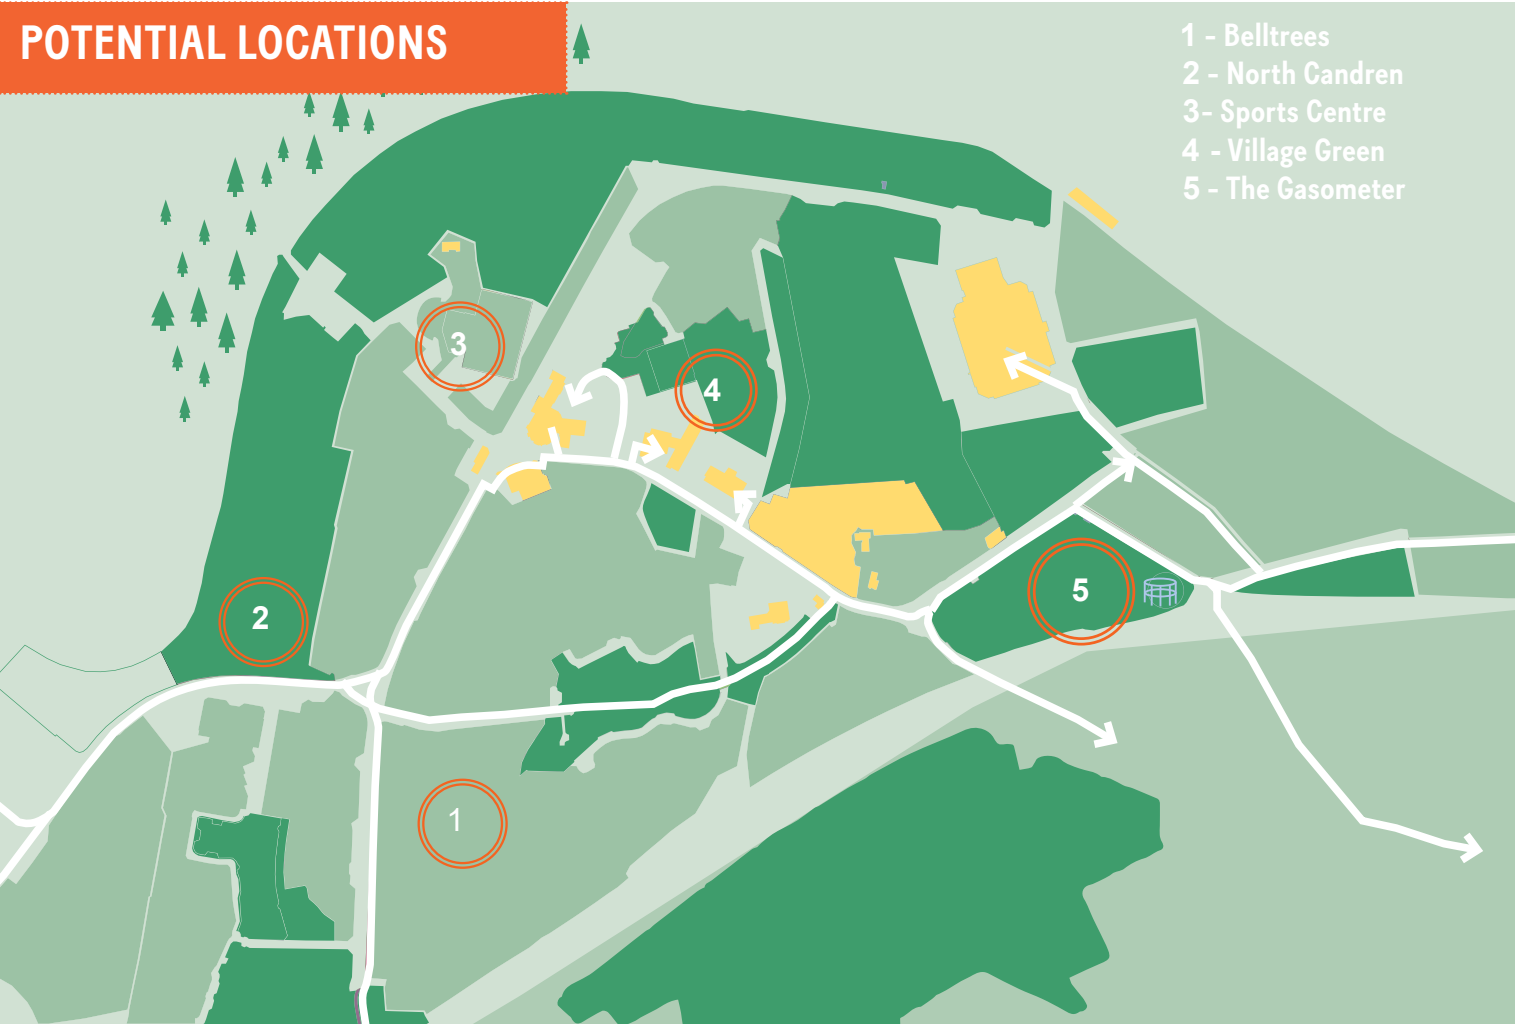 POTENTIAL LOCATIONS
1 - Belltrees
2 - North Candren
3- Sports Centre
4 - Village Green
5 - The Gasometer
3
4
5
2
1